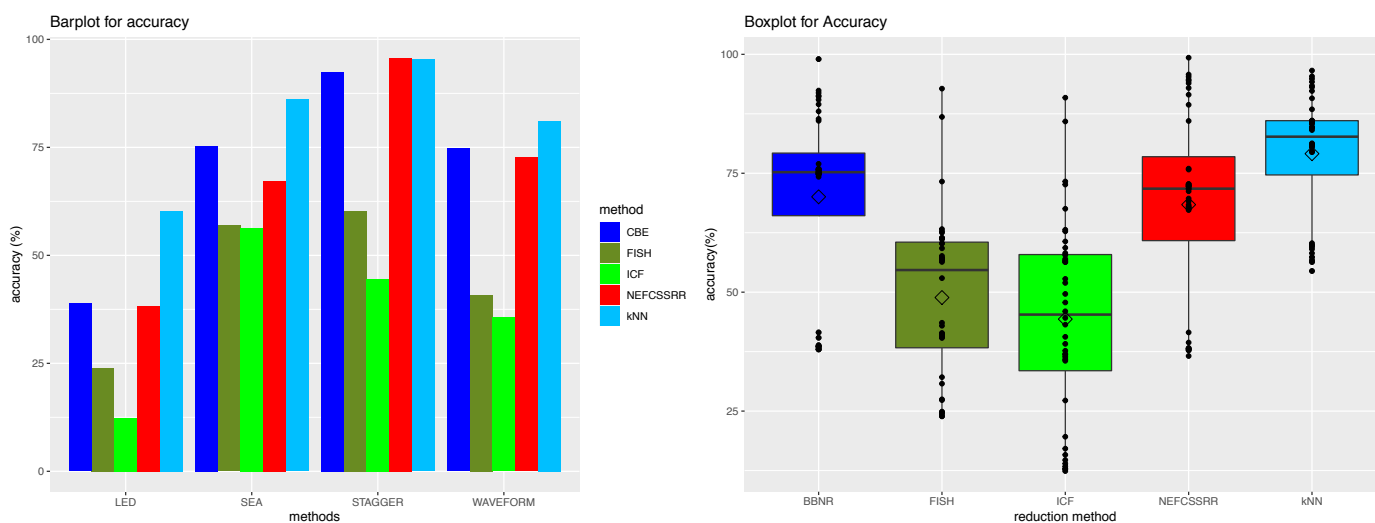 Barplot for accuracy
100
75
50
25
0
accuracy (%)
LED SEA STAGGER WAVEFORM
methods
method
CBE
FISH
ICF
NEFCSSRR
kNN
Boxplot for Accuracy
100
75
50
25
accuracy(%)
BBNR FISH ICF NEFCSSRR kNN
reduction method